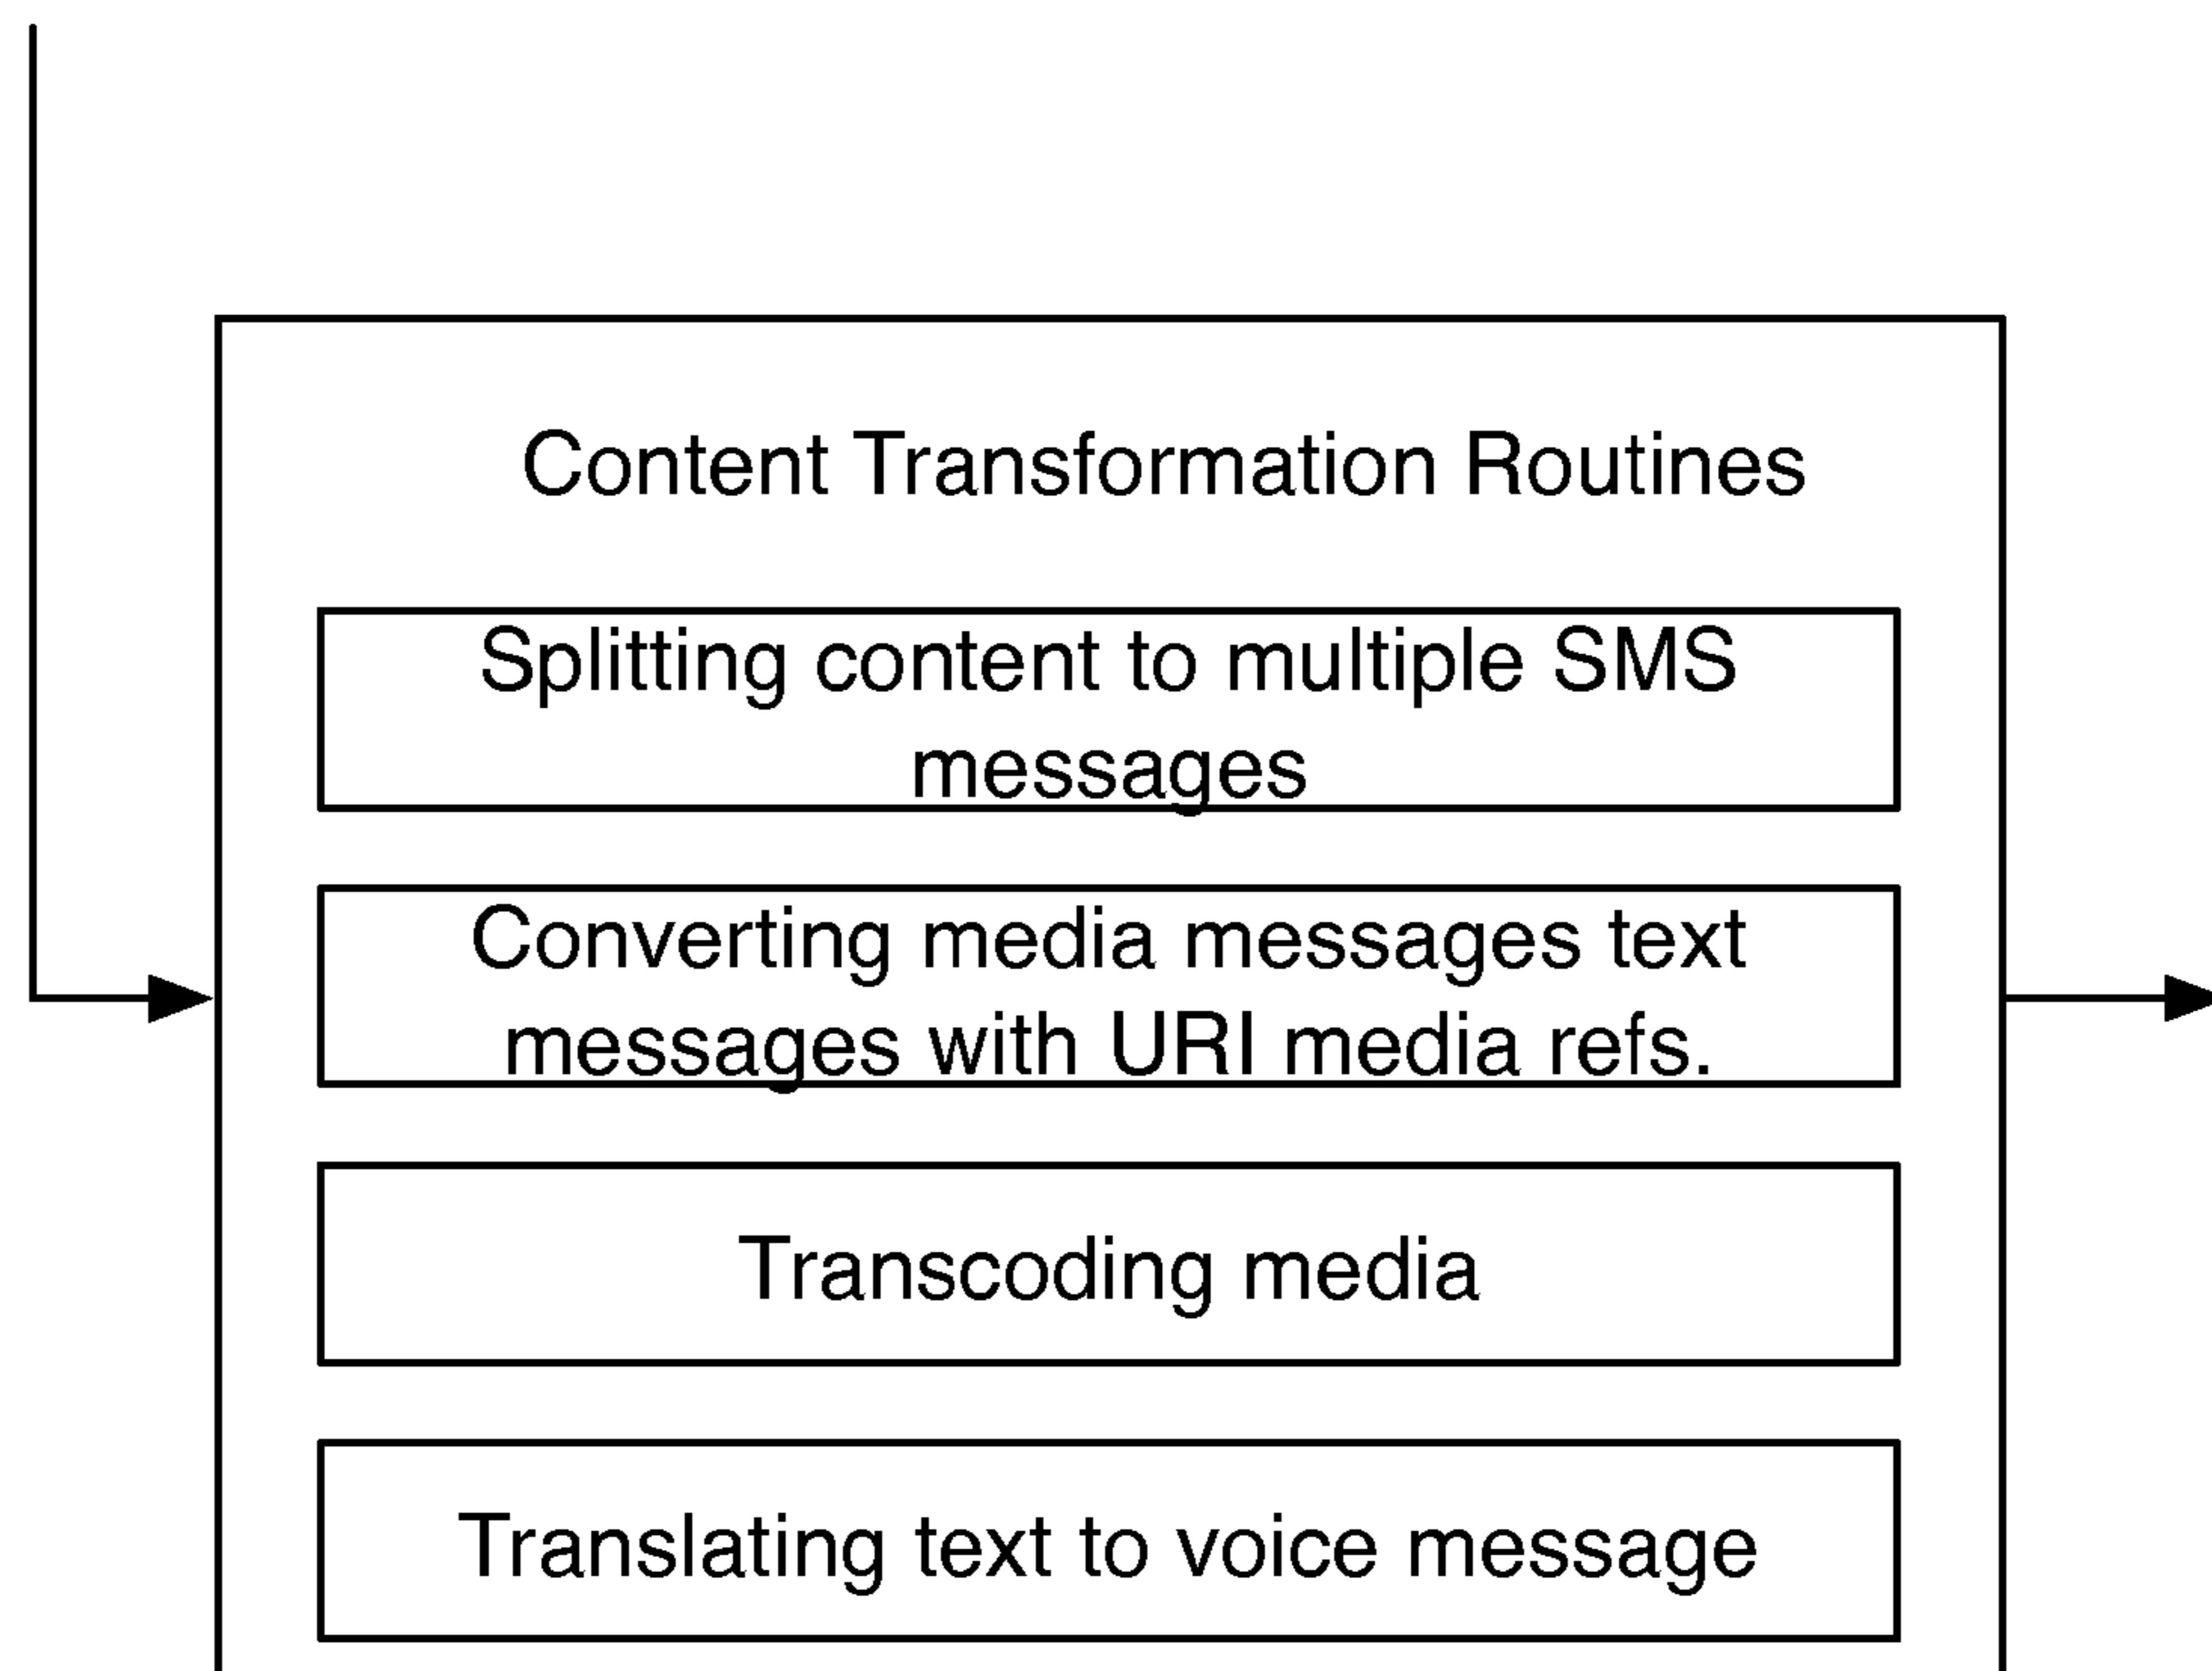 Content Transformation Routines
Splitting content to multiple SMS
messages
Converting media messages text
messages with URI media refs.
Transcoding media
Translating text to voice message